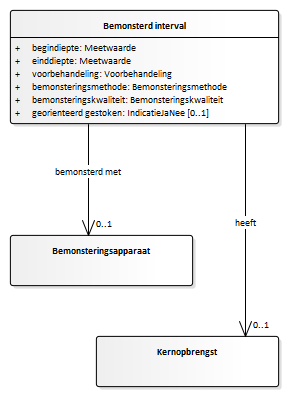 Bemonsterd interval
+ begindiepte: Meetwaarde
+ einddiepte: Meetwaarde
+ voorbehandeling: Voorbehandeling
+ bemonsteringsmethode: Bemonsteringsmethode
+ bemonsteringskwaliteit: Bemonsteringskwaliteit
+ georienteerd gestoken: IndicatieJaNee [0..1]
bemonsterd met
0..1
Bemonsteringsapparaat
heeft
0..1
Kernopbrengst